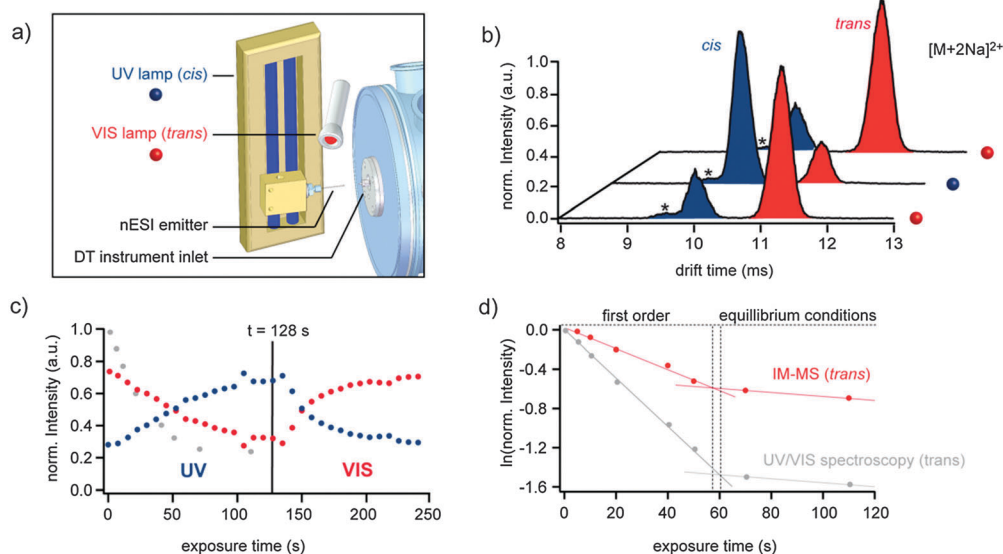 a)
UV lamp (cis)
VIS lamp (trans)
nESI emitter
DT instrument inlet
b)
cis
trans
[M+2Na]2+
norm. Intensity (a.u.)
1.0
0.8
0.6
0.4
0.2
0.0
*
*
*
8
9
10
11
12
13
drift time (ms)
c)
t = 128 s
norm. Intensity (a.u.)
1.0
0.8
0.6
0.4
0.2
0.0
UV
VIS
0
50
100
150
200
250
exposure time (s)
d)
first order
equillibrium conditions
ln(norm. Intensity)
0.0
-0.4
-0.8
-1.2
-1.6
IM-MS (trans)
UV/VIS spectroscopy (trans)
0
20
40
60
80
100
120
exposure time (s)